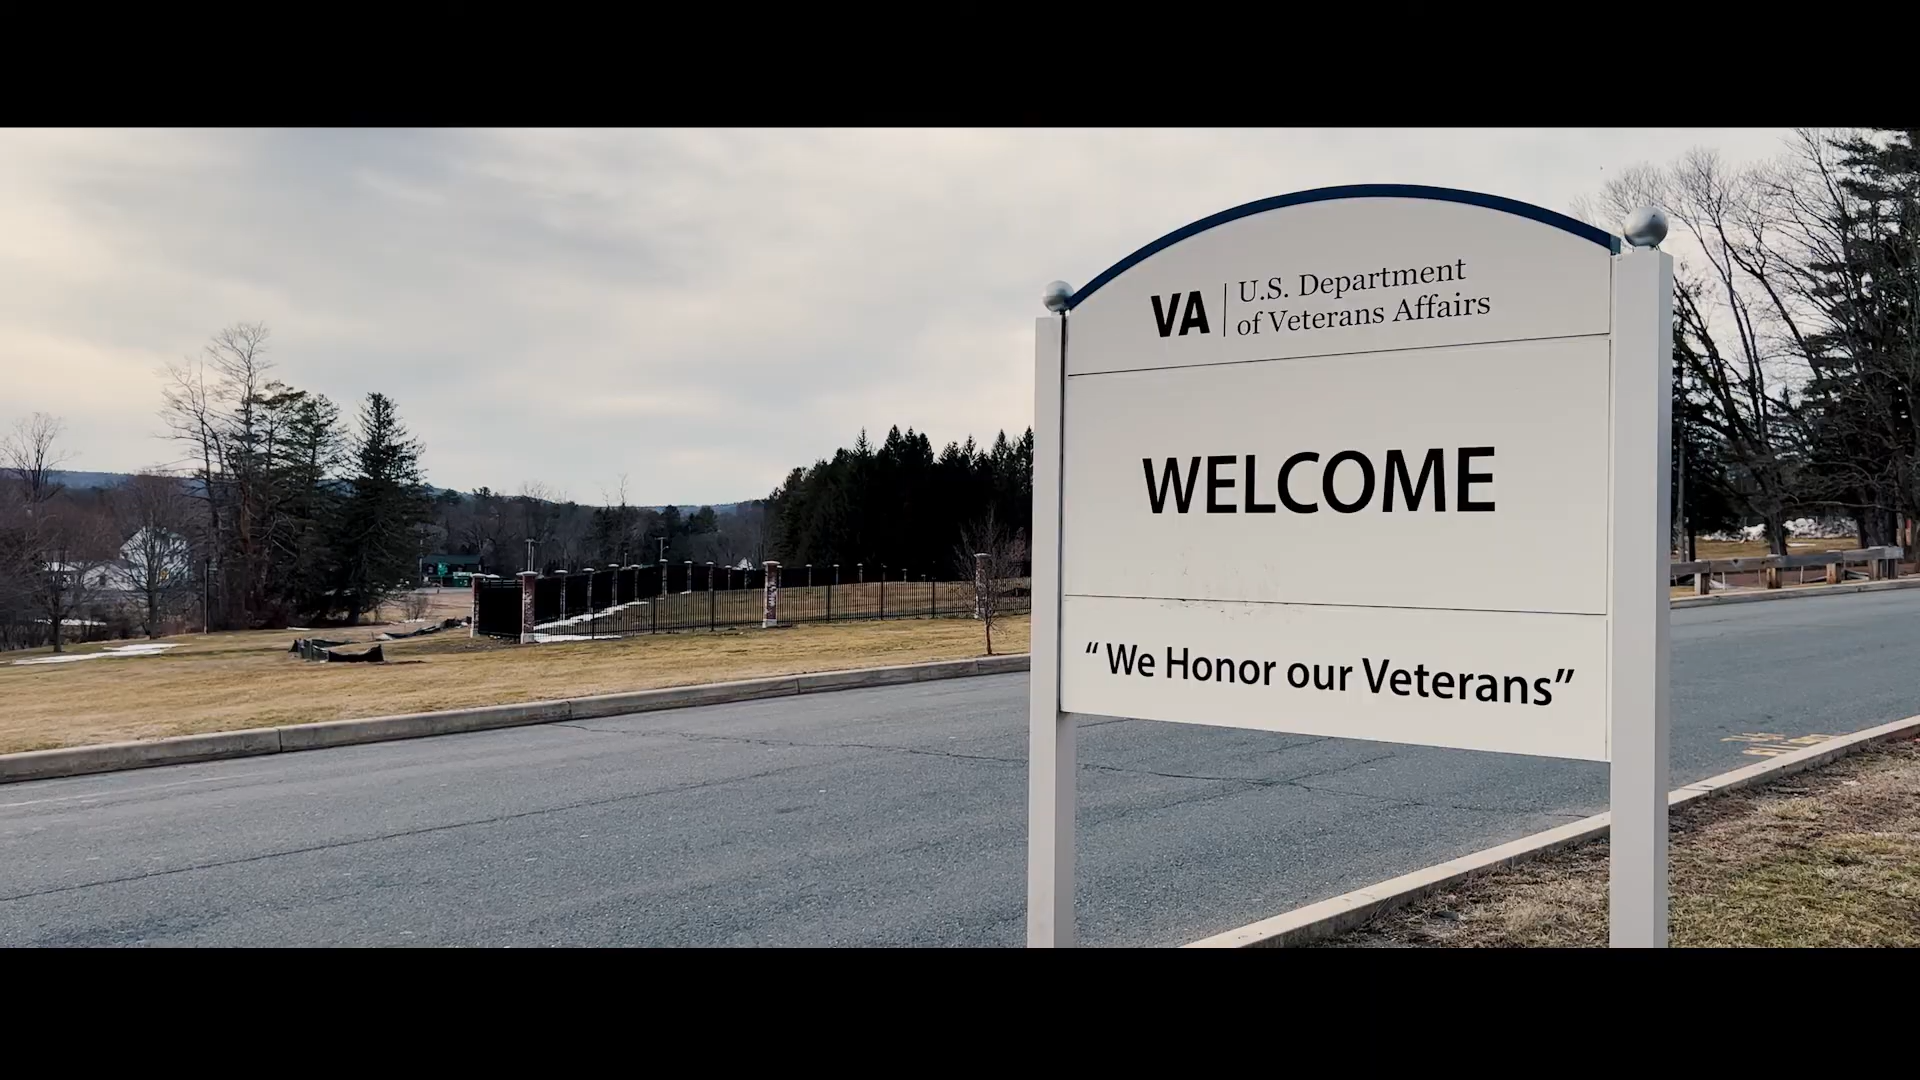 VA
U.S. Department
of Veterans Affairs
WELCOME
“ We Honor our Veterans”